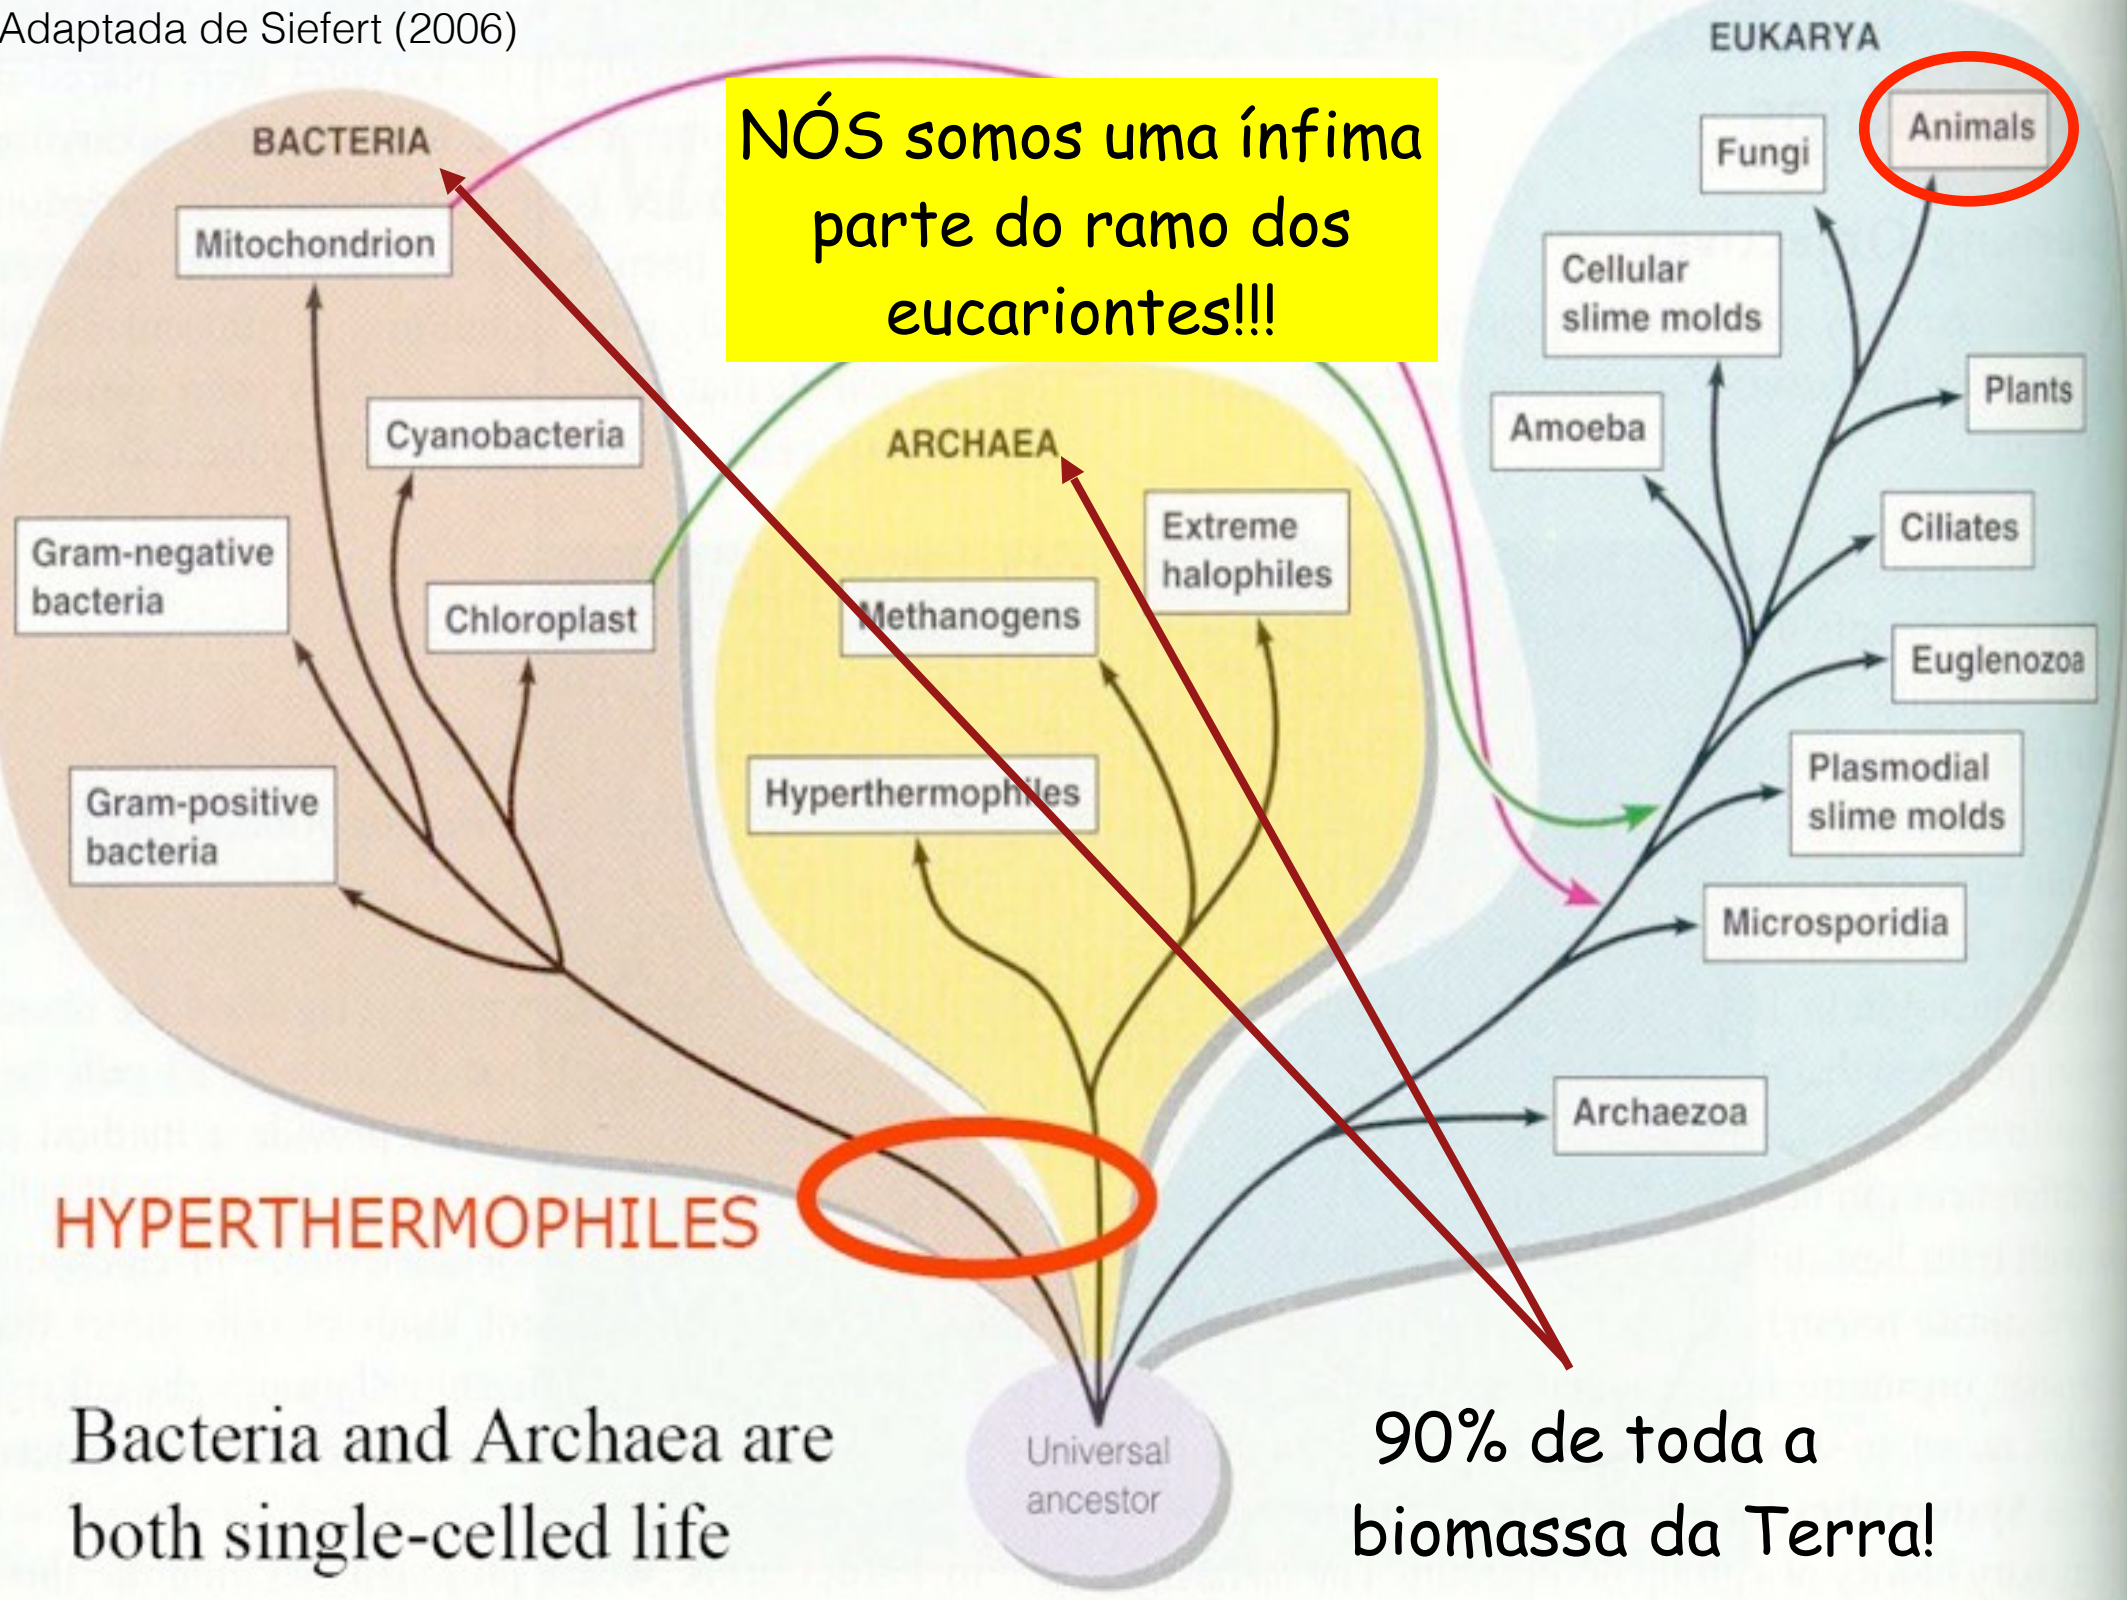 Adaptada de Siefert (2006)
NÓS somos uma ínfima
parte do ramo dos
eucariontes!!!
BACTERIA
Mitochondrion
Cyanobacteria
Gram-negative
bacteria
Chloroplast
Gram-positive
bacteria
ARCHAEA
Extreme
halophiles
Methanogens
Hyperthermophiles
EUKARYA
Animals
Fungi
Cellular
slime molds
Plants
Amoeba
Ciliates
Euglenozoa
Plasmodial
slime molds
Microsporidia
Archaezoa
HYPERTHERMOPHILES
Universal
ancestor
Bacteria and Archaea are
both single-celled life
90% de toda a
biomassa da Terra!